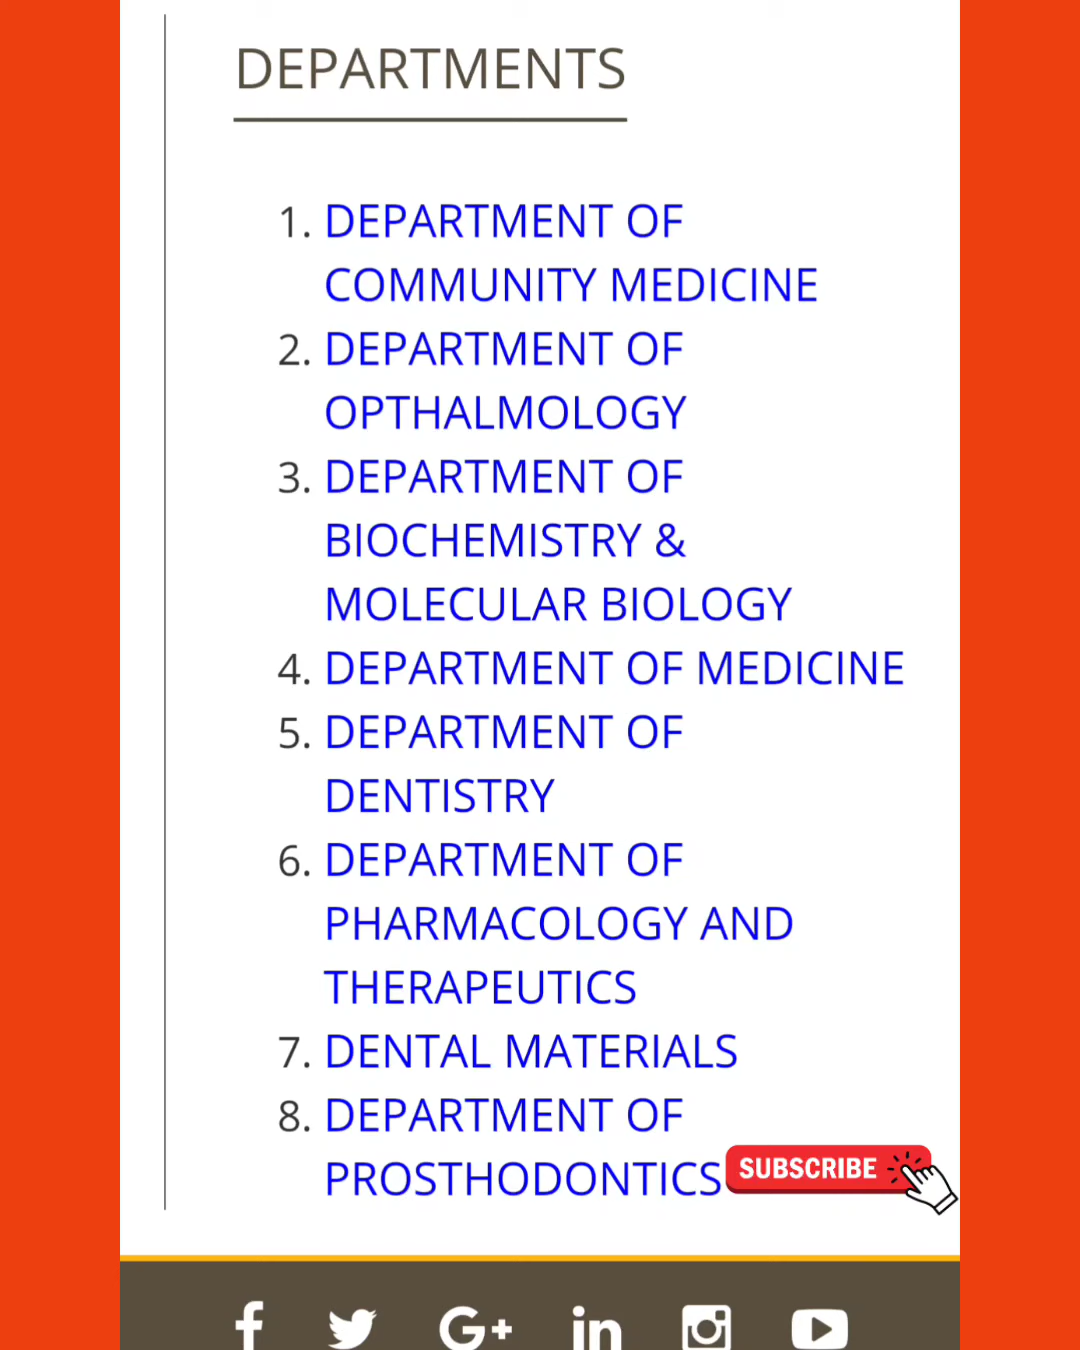 DEPARTMENTS
1. DEPARTMENT OF
COMMUNITY MEDICINE
2. DEPARTMENT OF
OPTHALMOLOGY
3. DEPARTMENT OF
BIOCHEMISTRY &
MOLECULAR BIOLOGY
4. DEPARTMENT OF MEDICINE
5. DEPARTMENT OF
DENTISTRY
6. DEPARTMENT OF
PHARMACOLOGY AND
THERAPEUTICS
7. DENTAL MATERIALS
8. DEPARTMENT OF
PROSTHODONTICS
SUBSCRIBE